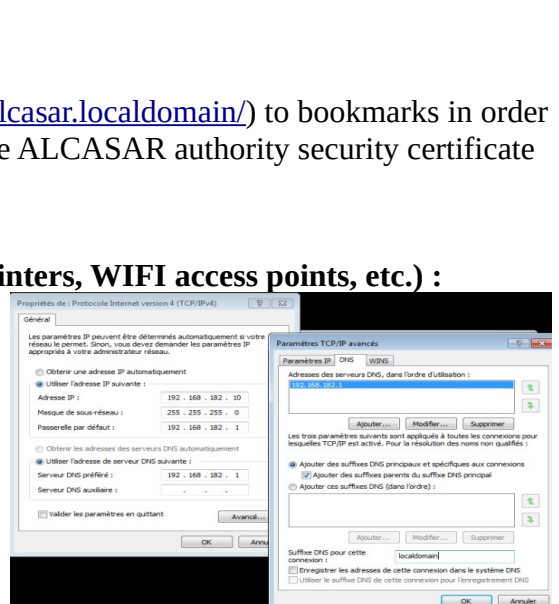 lcasar.localdomain/) to bookmarks in order
e ALCASAR authority security certificate
inters, WIFI access points, etc.) :
Propriétés de : Protocole Internet version 4 (TCP/IPv4)
Général
Les paramètres IP peuvent être déterminés automatiquement si votre
réseau le permet. Sinon, vous devez demander les paramètres IP
appropriés à votre administrateur réseau.
Obtenir une adresse IP automatiquement
Utiliser l'adresse IP suivante :
Adresse IP : 192 . 168 . 182 . 10
Masque de sous-réseau : 255 . 255 . 255 . 0
Passerelle par défaut : 192 . 168 . 182 . 1
Obtenir les adresses des serveurs DNS automatiquement
Utiliser l'adresse de serveur DNS suivante :
Serveur DNS préféré : 192 . 168 . 182 . 1
Serveur DNS auxiliaire : . . .
Valider les paramètres en quittant
Avancé...
OK Annu
Paramètres TCP/IP avancés
Paramètres IP DNS WINS
Adresses des serveurs DNS, dans l'ordre d'utilisation :
192.168.182.1
Ajouter... Modifier... Supprimer
Les trois paramètres suivants sont appliqués à toutes les connexions pour
lesquelles TCP/IP est activé. Pour la résolution des noms non qualifiés :
Ajouter des suffixes DNS principaux et spécifiques aux connexions
Ajouter des suffixes parents du suffixe DNS principal
Ajouter ces suffixes DNS (dans l'ordre) :
Ajouter... Modifier... Supprimer
Suffixe DNS pour cette
connexion : localdomain
Enregistrer les adresses de cette connexion dans le système DNS
Utiliser le suffixe DNS de cette connexion pour l'enregistrement DNS
OK Annuler